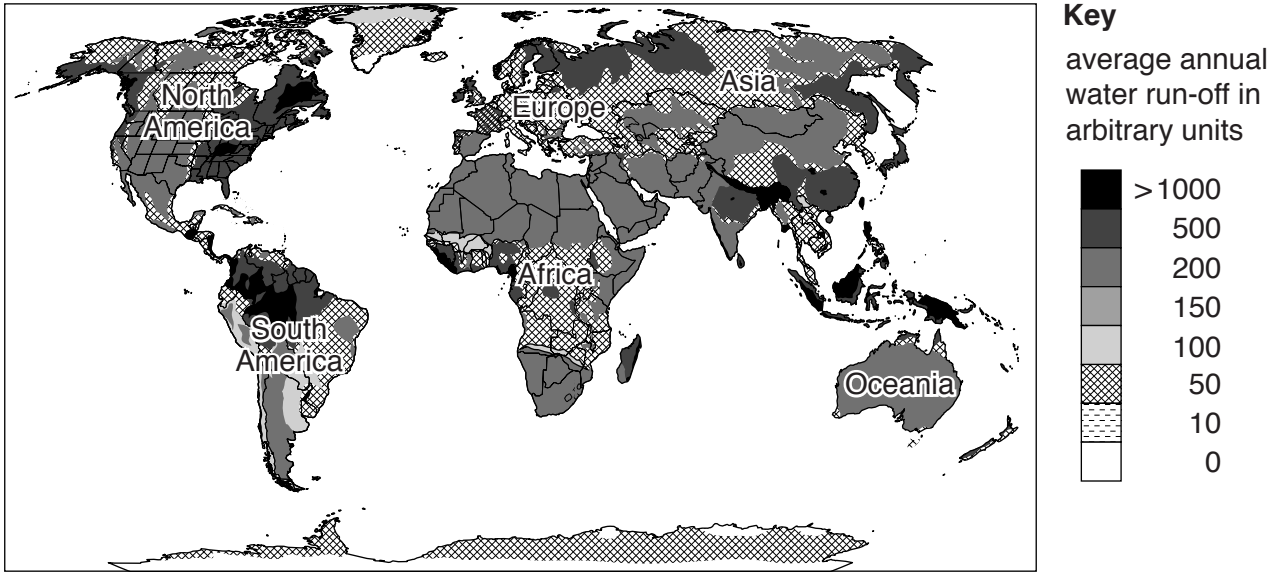 Key
average annual
water run-off in
arbitrary units
> 1000
500
200
150
100
50
10
0
North
America
Europe
Asia
Africa
South
America
Oceania